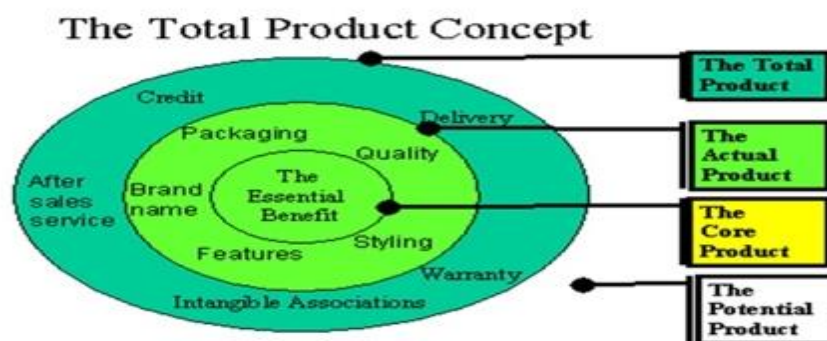 The Total Product Concept
The Total
Product
Credit
Delivery
Packaging
Quality
The
Actual
Product
After
sales
service
Brand
name
The
Essential
Benefit
The
Core
Product
Features
Styling
Warranty
Intangible Associations
The
Potential
Product